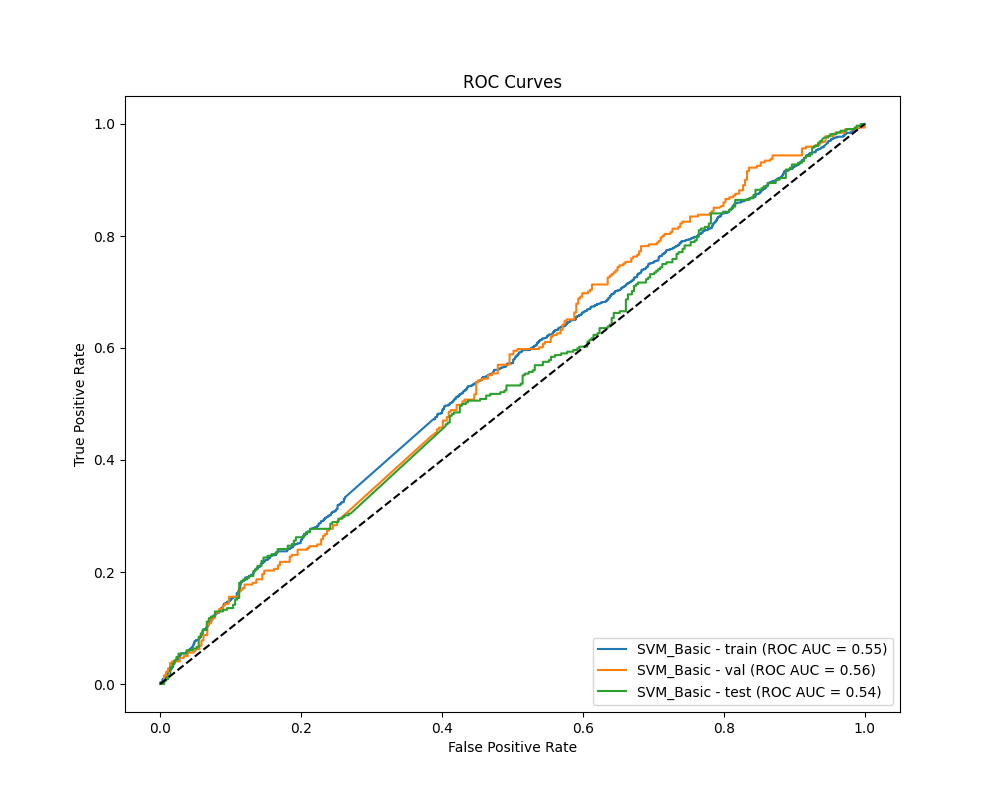 ROC Curves
1.0
0.8
0.6
0.4
0.2
0.0
True Positive Rate
SVM_Basic - train (ROC AUC = 0.55)
SVM_Basic - val (ROC AUC = 0.56)
SVM_Basic - test (ROC AUC = 0.54)
0.0 0.2 0.4 0.6 0.8 1.0
False Positive Rate